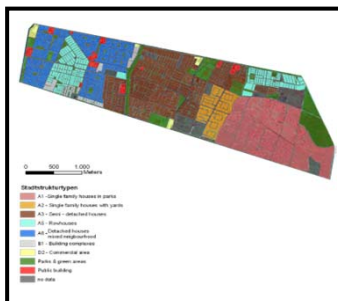 0 500 1.000
Meters
Stadtstrukturtypen
A1 - Single family houses in parks
A2 - Single family houses with yards
A3 - Semi - detached houses
A5 - Rowhouses
A6 - Detached houses
mixed neigbourhood
B1 - Building complexes
D2 - Commercial area
Parks & green areas
Public building
no data